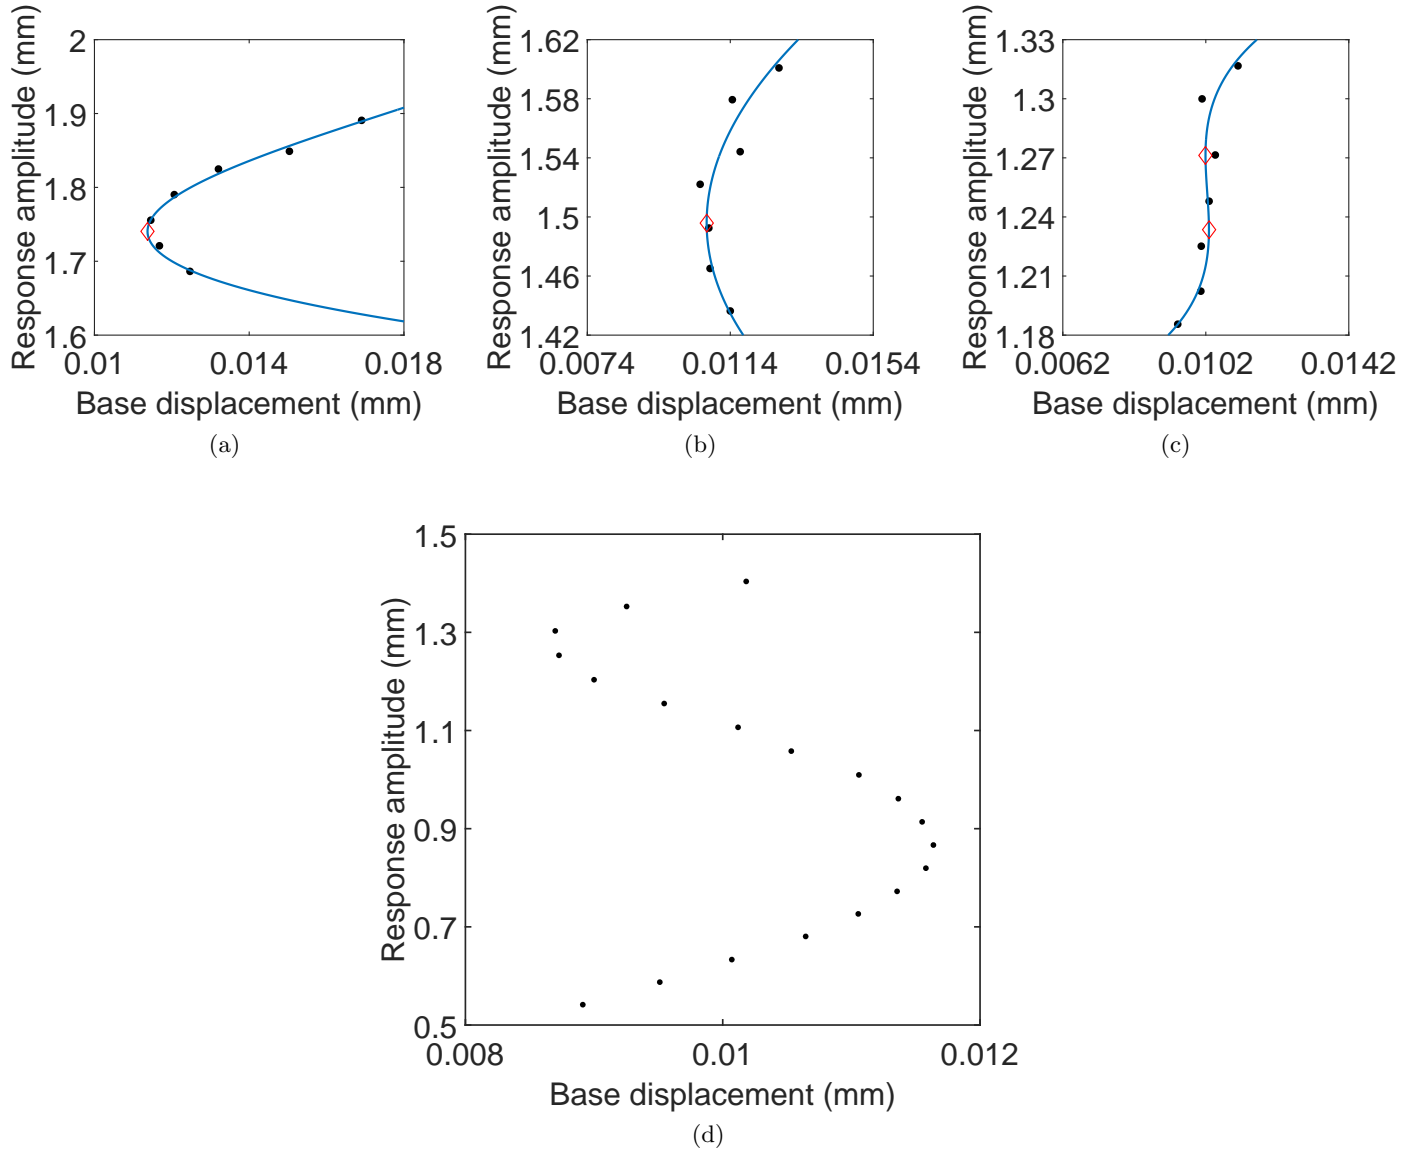 Response amplitude (mm)
2
1.9
1.8
1.7
1.6
0.01
0.014
0.018
Base displacement (mm)
(a)
Response amplitude (mm)
1.62
1.58
1.54
1.5
1.46
1.42
0.0074
0.0114
0.0154
Base displacement (mm)
(b)
Response amplitude (mm)
1.33
1.3
1.27
1.24
1.21
1.18
0.0062
0.0102
0.0142
Base displacement (mm)
(c)
Response amplitude (mm)
1.5
1.3
1.1
0.9
0.7
0.5
0.008
0.01
0.012
Base displacement (mm)
(d)